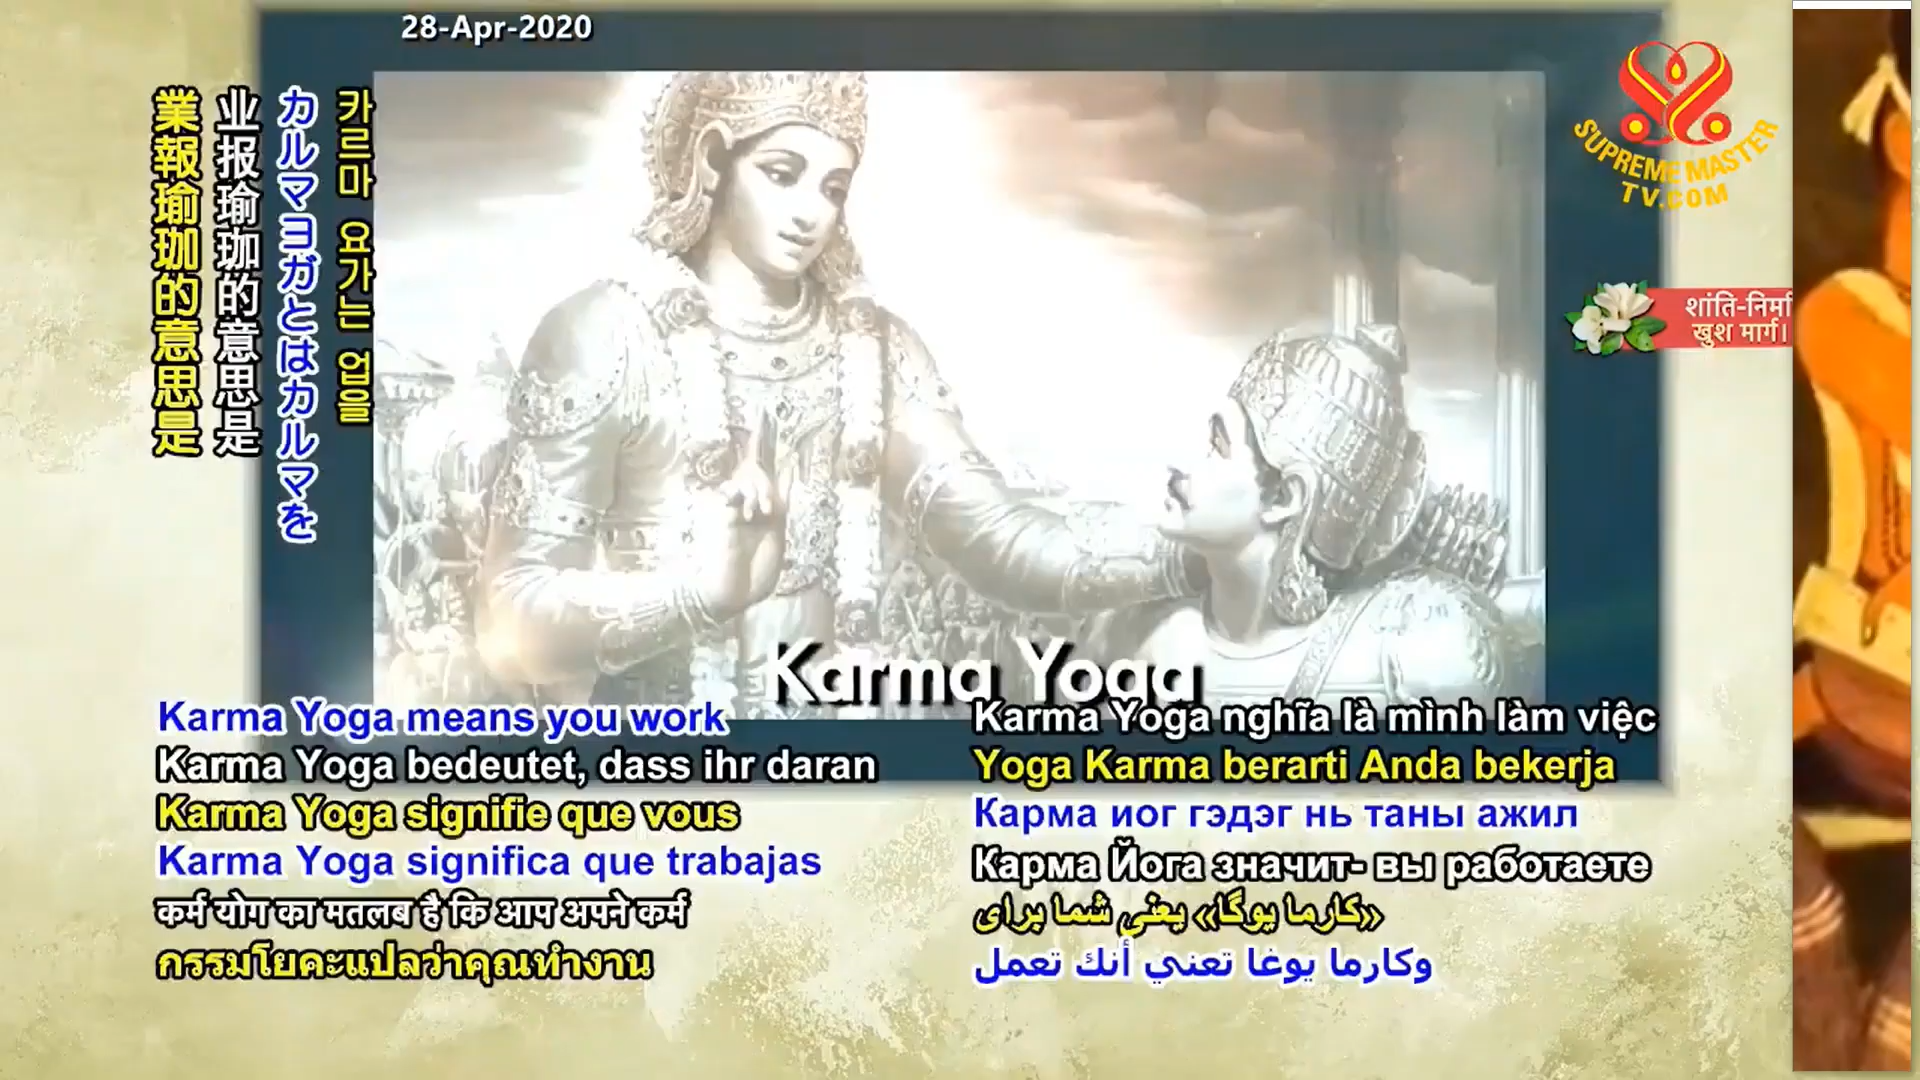 28-Apr-2020
SUPREME MASTER
TV.COM
業報瑜珈的意思是
业报瑜珈的意思是
カルマヨガとはカルマを
카르마 요가는 업을
शांति-निर्मा
खुश मार्ग।
Karma Yoga
Karma Yoga means you work
Karma Yoga bedeutet, dass ihr daran
Karma Yoga signifie que vous
Karma Yoga significa que trabajas
कर्म योग का मतलब है कि आप अपने कर्म
กรรมโยคะแปลว่าคุณทำงาน
Karma Yoga nghĩa là mình làm việc
Yoga Karma berarti Anda bekerja
Карма иог гэдэг нь таны ажил
Карма Йога значит- вы работаете
«کارما یوگا» یعنی شما برای
وكارما يوغا تعني أنك تعمل